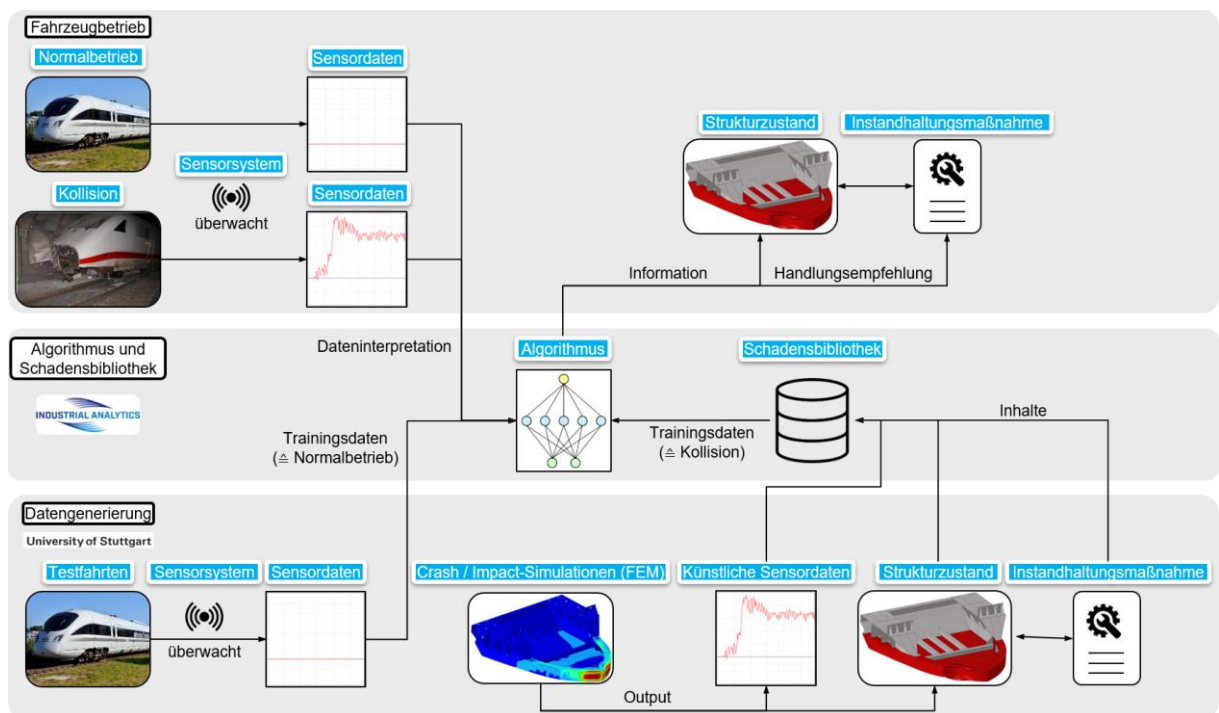 Fahrzeugbetrieb
Normalbetrieb
Sensordaten
Sensorsystem
überwacht
Kollision
Sensordaten
Strukturzustand
Instandhaltungsmaßnahme
Information
Handlungsempfehlung
Algorithmus und
Schadensbibliothek
INDUSTRIAL ANALYTICS
Dateninterpretation
Algorithmus
Schadensbibliothek
Inhalte
Trainingsdaten
(≙ Normalbetrieb)
Trainingsdaten
(≙ Kollision)
Datengenerierung
University of Stuttgart
Testfahrten
Sensorsystem
Sensordaten
überwacht
Crash / Impact-Simulationen (FEM)
Künstliche Sensordaten
Strukturzustand
Instandhaltungsmaßnahme
Output